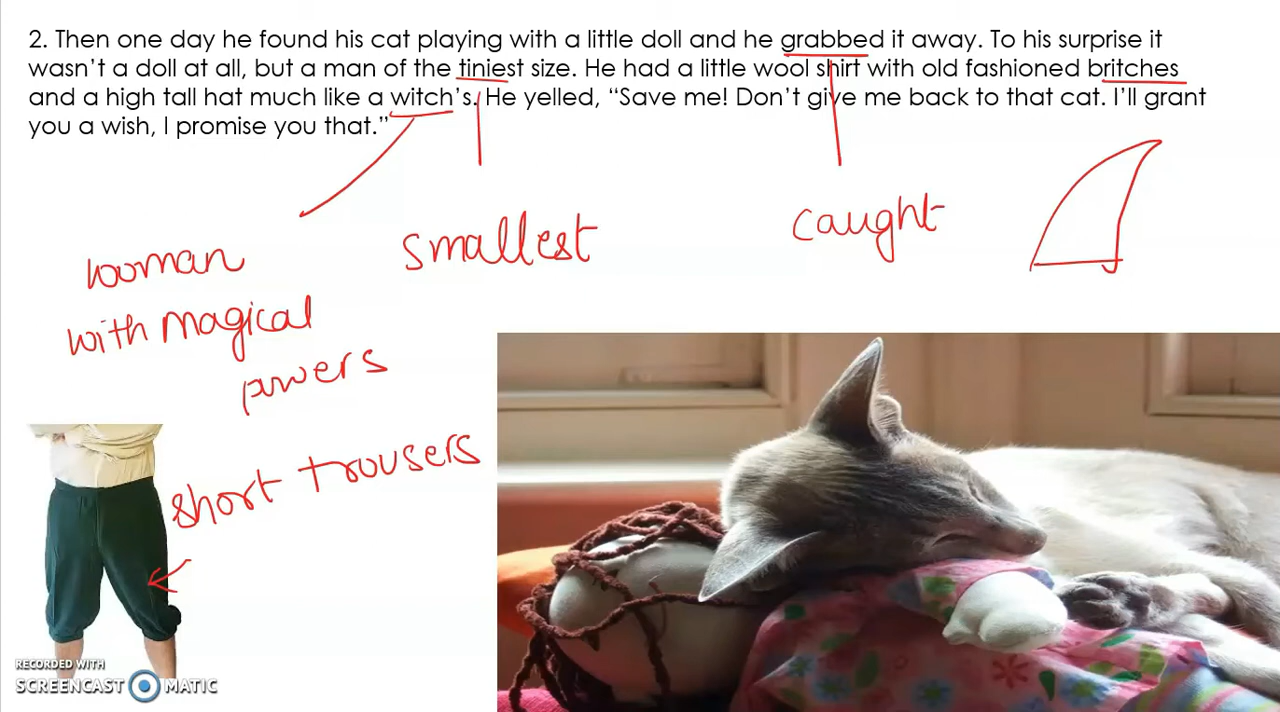 2. Then one day he found his cat playing with a little doll and he grabbed it away. To his surprise it
wasn't a doll at all, but a man of the tiniest size. He had a little wool shirt with old fashioned britches
and a high tall hat much like a witch's. He yelled, "Save me! Don't give me back to that cat. I'll grant
you a wish, I promise you that."
caught
smallest
woman
with magical
powers
short trousers
RECORDED WITH
SCREENCAST MATIC